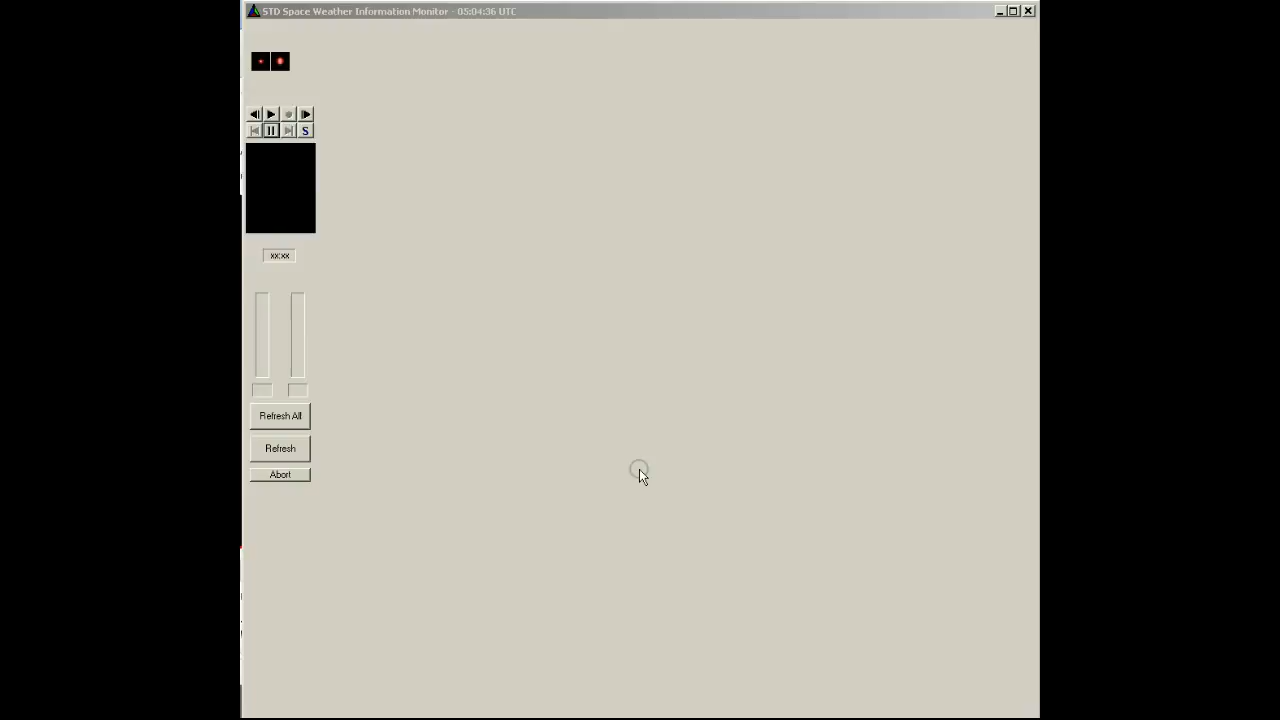 STD Space Weather Information Monitor - 05:04:36 UTC
S
xx:xx
Refresh All
Refresh
Abort